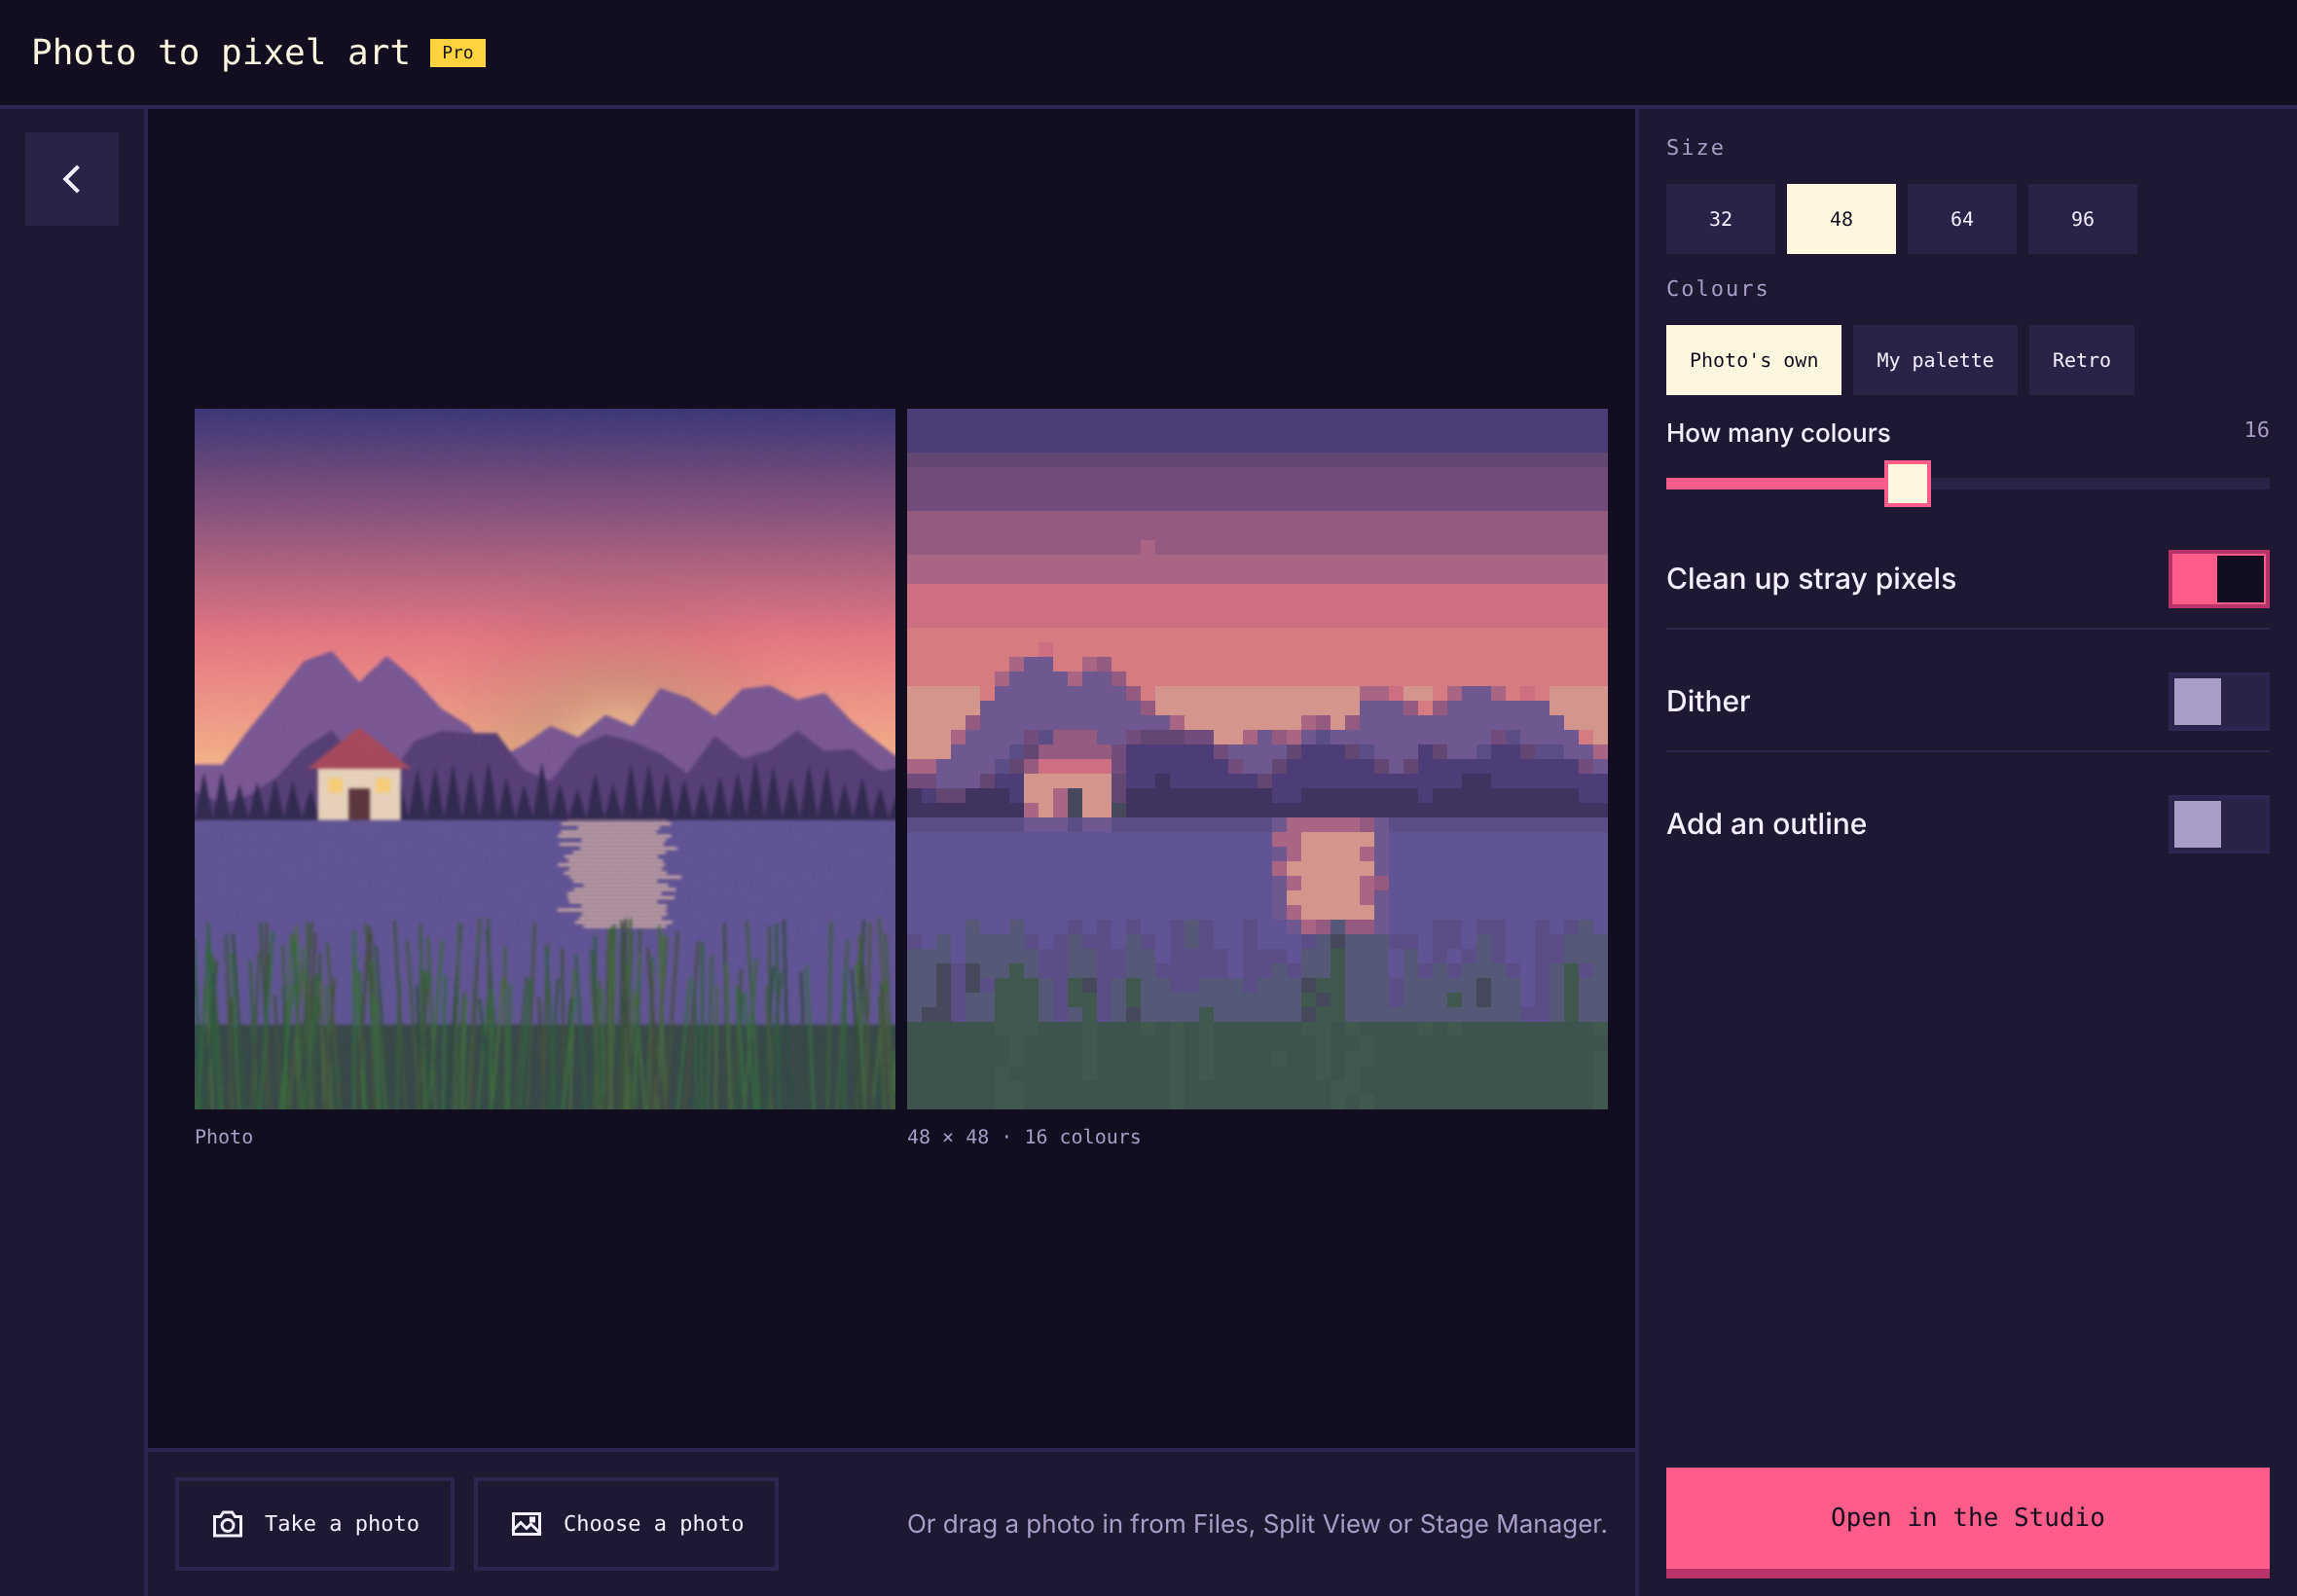 Photo to pixel art Pro
Size
32 48 64 96
Colours
Photo's own My palette Retro
How many colours 16
Clean up stray pixels
Dither
Add an outline
Photo
48 × 48 · 16 colours
Take a photo
Choose a photo
Or drag a photo in from Files, Split View or Stage Manager.
Open in the Studio